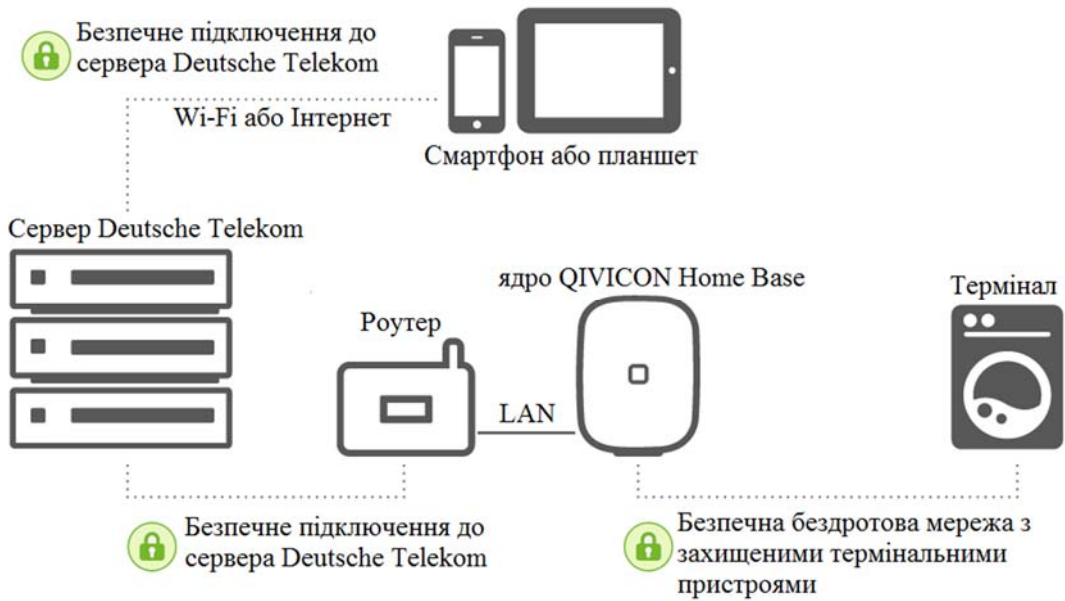 Безпечне підключення до
сервера Deutsche Telekom
Wi-Fi або Інтернет
Смартфон або планшет
Сервер Deutsche Telekom
ядро QIVICON Home Base
Термінал
Роутер
LAN
Безпечне підключення до
сервера Deutsche Telekom
Безпечна бездротова мережа з
захищеними термінальними
пристроями